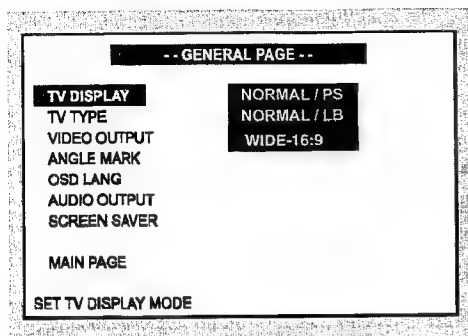 - - GENERAL PAGE - -
TV DISPLAY
NORMAL / PS
TV TYPE
NORMAL / LB
VIDEO OUTPUT
WIDE-16:9
ANGLE MARK
OSD LANG
AUDIO OUTPUT
SCREEN SAVER
MAIN PAGE
SET TV DISPLAY MODE